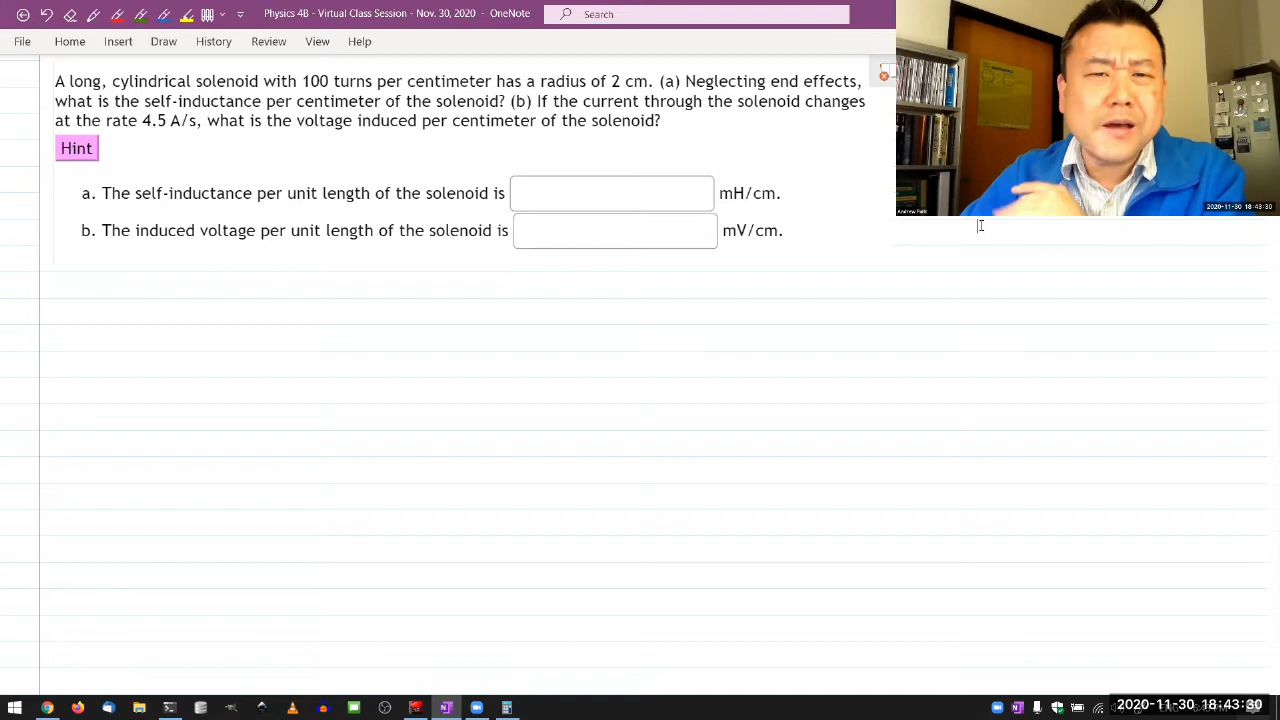 Physics 4B - Virtual Class Session - Nov. 30, 2020 - OneNote
Search
File Home Insert Draw History Review View Help
A long, cylindrical solenoid with 100 turns per centimeter has a radius of 2 cm. (a) Neglecting end effects,
what is the self-inductance per centimeter of the solenoid? (b) If the current through the solenoid changes
at the rate 4.5 A/s, what is the voltage induced per centimeter of the solenoid?
Hint
a. The self-inductance per unit length of the solenoid is mH/cm.
b. The induced voltage per unit length of the solenoid is mV/cm.
2020-11-30 18:43:30
2020-11-30 18:43:30